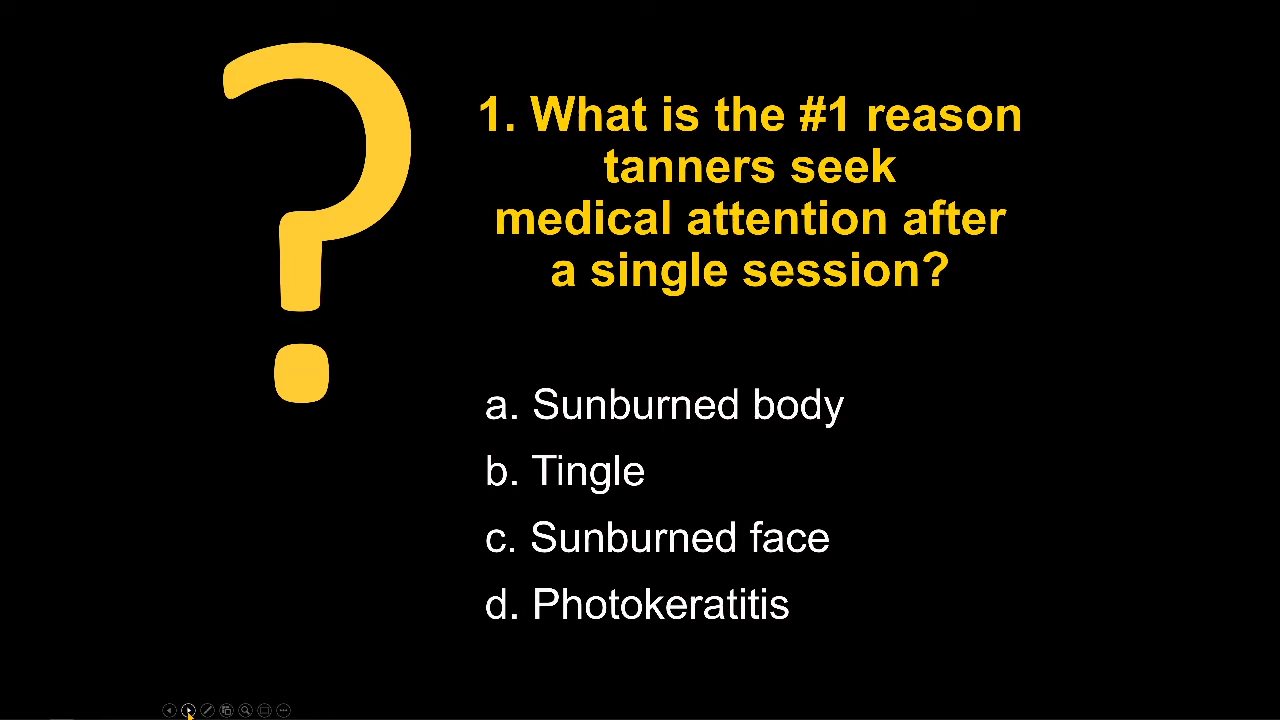 ?
1. What is the #1 reason
tanners seek
medical attention after
a single session?
a. Sunburned body
b. Tingle
c. Sunburned face
d. Photokeratitis